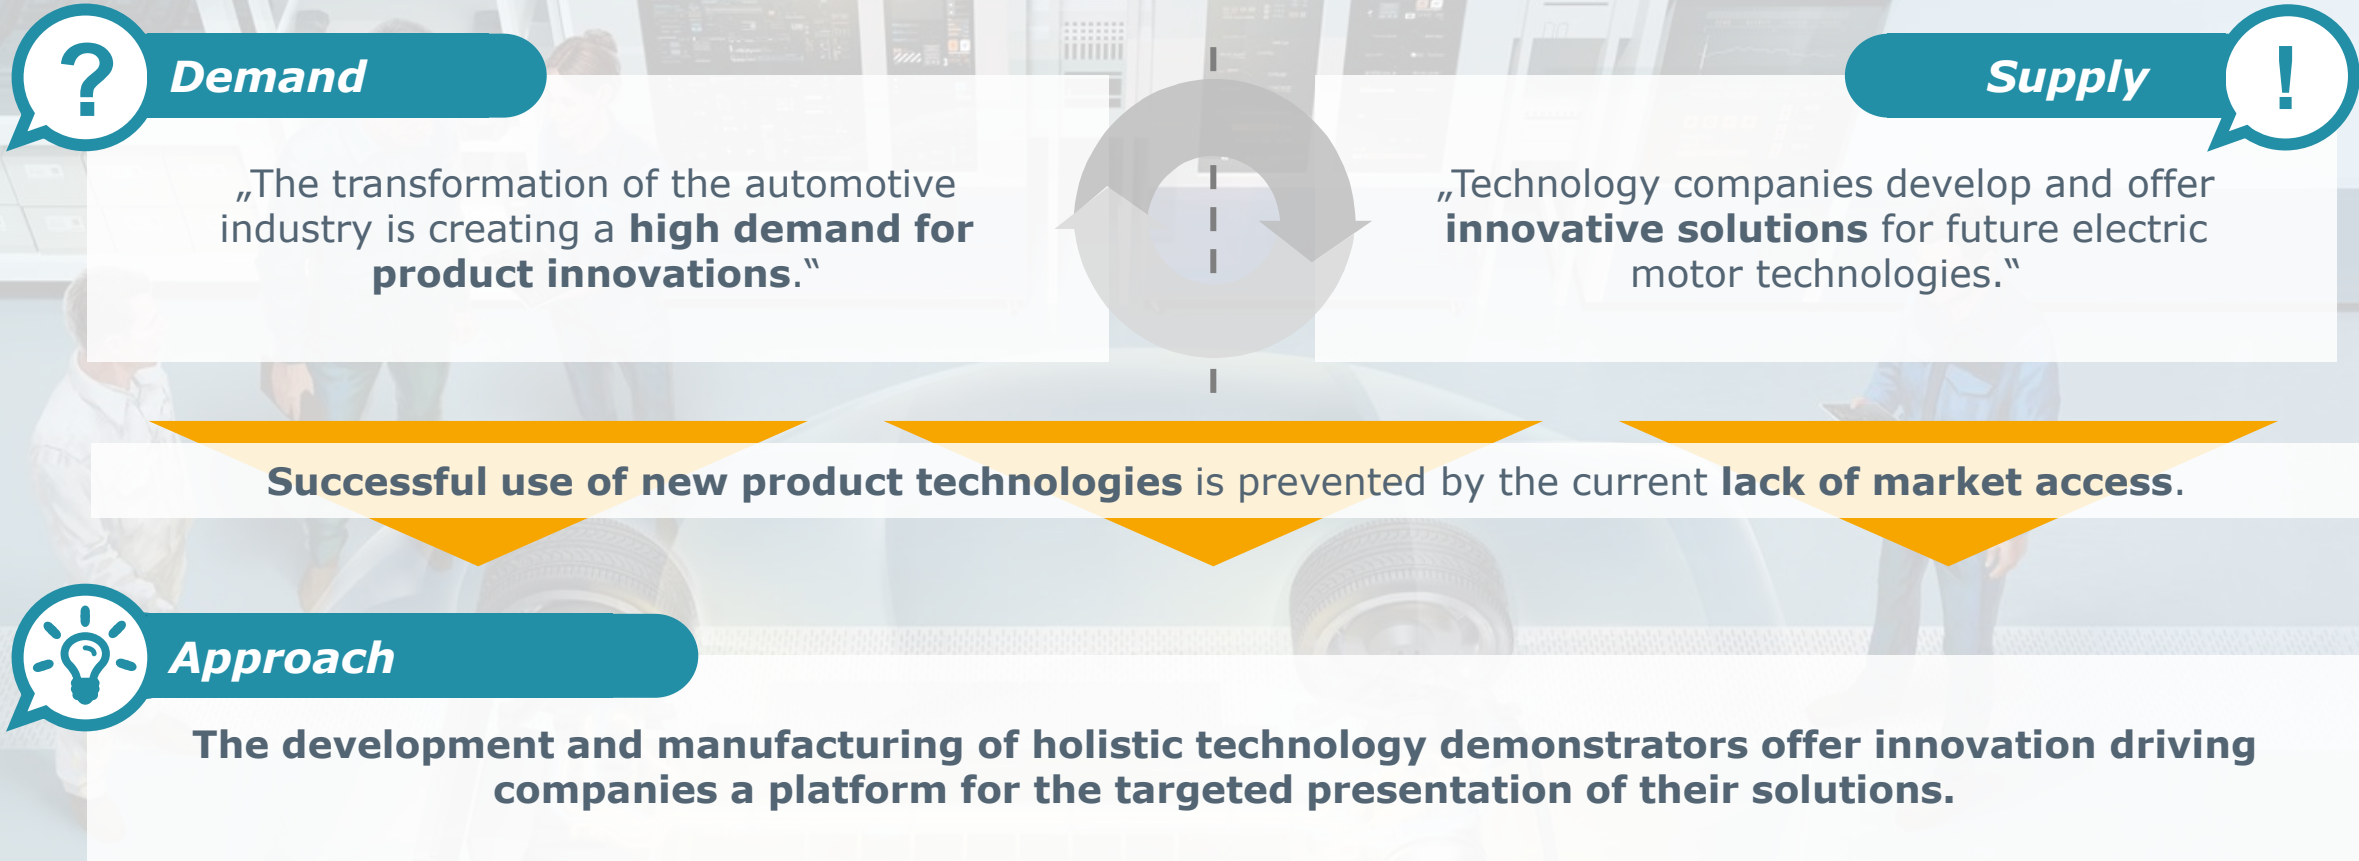 ?
Demand
„The transformation of the automotive
industry is creating a high demand for
product innovations.“
Supply
!
„Technology companies develop and offer
innovative solutions for future electric
motor technologies.“
Successful use of new product technologies is prevented by the current lack of market access.
Approach
The development and manufacturing of holistic technology demonstrators offer innovation driving
companies a platform for the targeted presentation of their solutions.